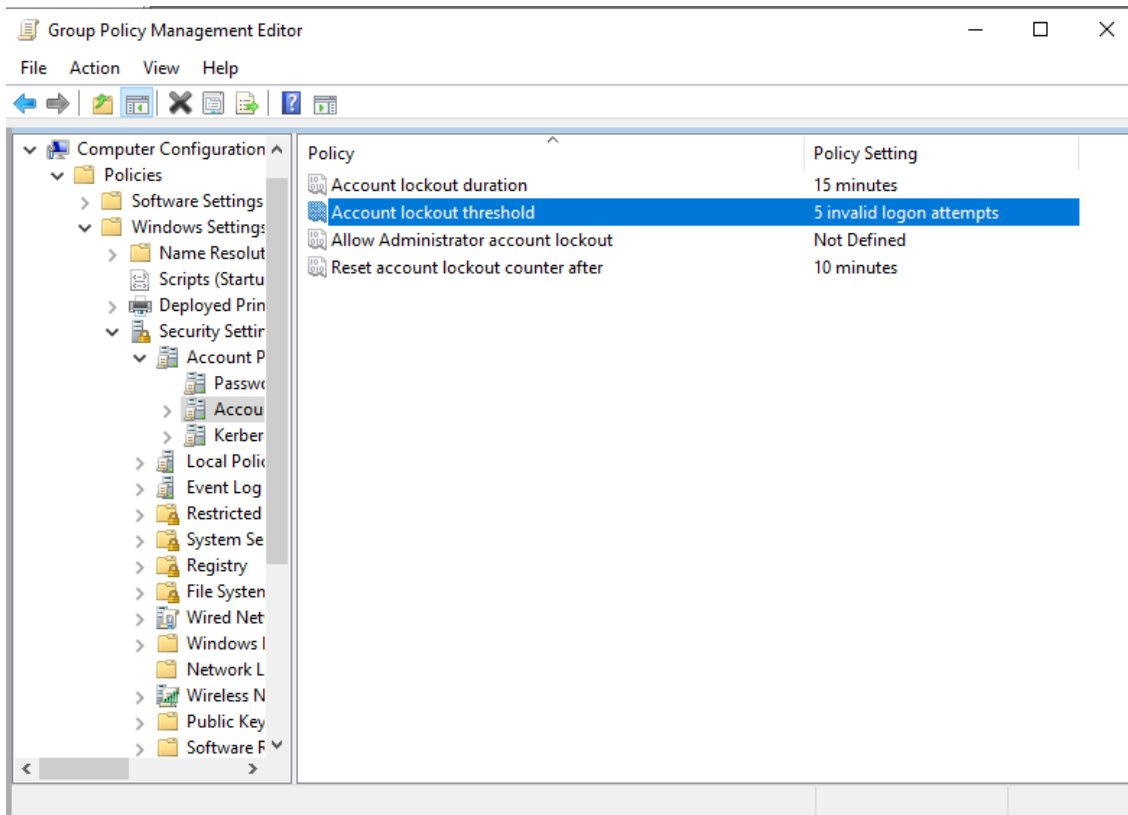 Group Policy Management Editor
File Action View Help
Computer Configuration
Policies
Software Settings
Windows Settings
Name Resolut
Scripts (Startu
Deployed Prin
Security Settin
Account P
Passwo
Accou
Kerber
Local Polic
Event Log
Restricted
System Se
Registry
File System
Wired Net
Windows
Network L
Wireless N
Public Key
Software R
Policy Policy Setting
Account lockout duration 15 minutes
Account lockout threshold 5 invalid logon attempts
Allow Administrator account lockout Not Defined
Reset account lockout counter after 10 minutes